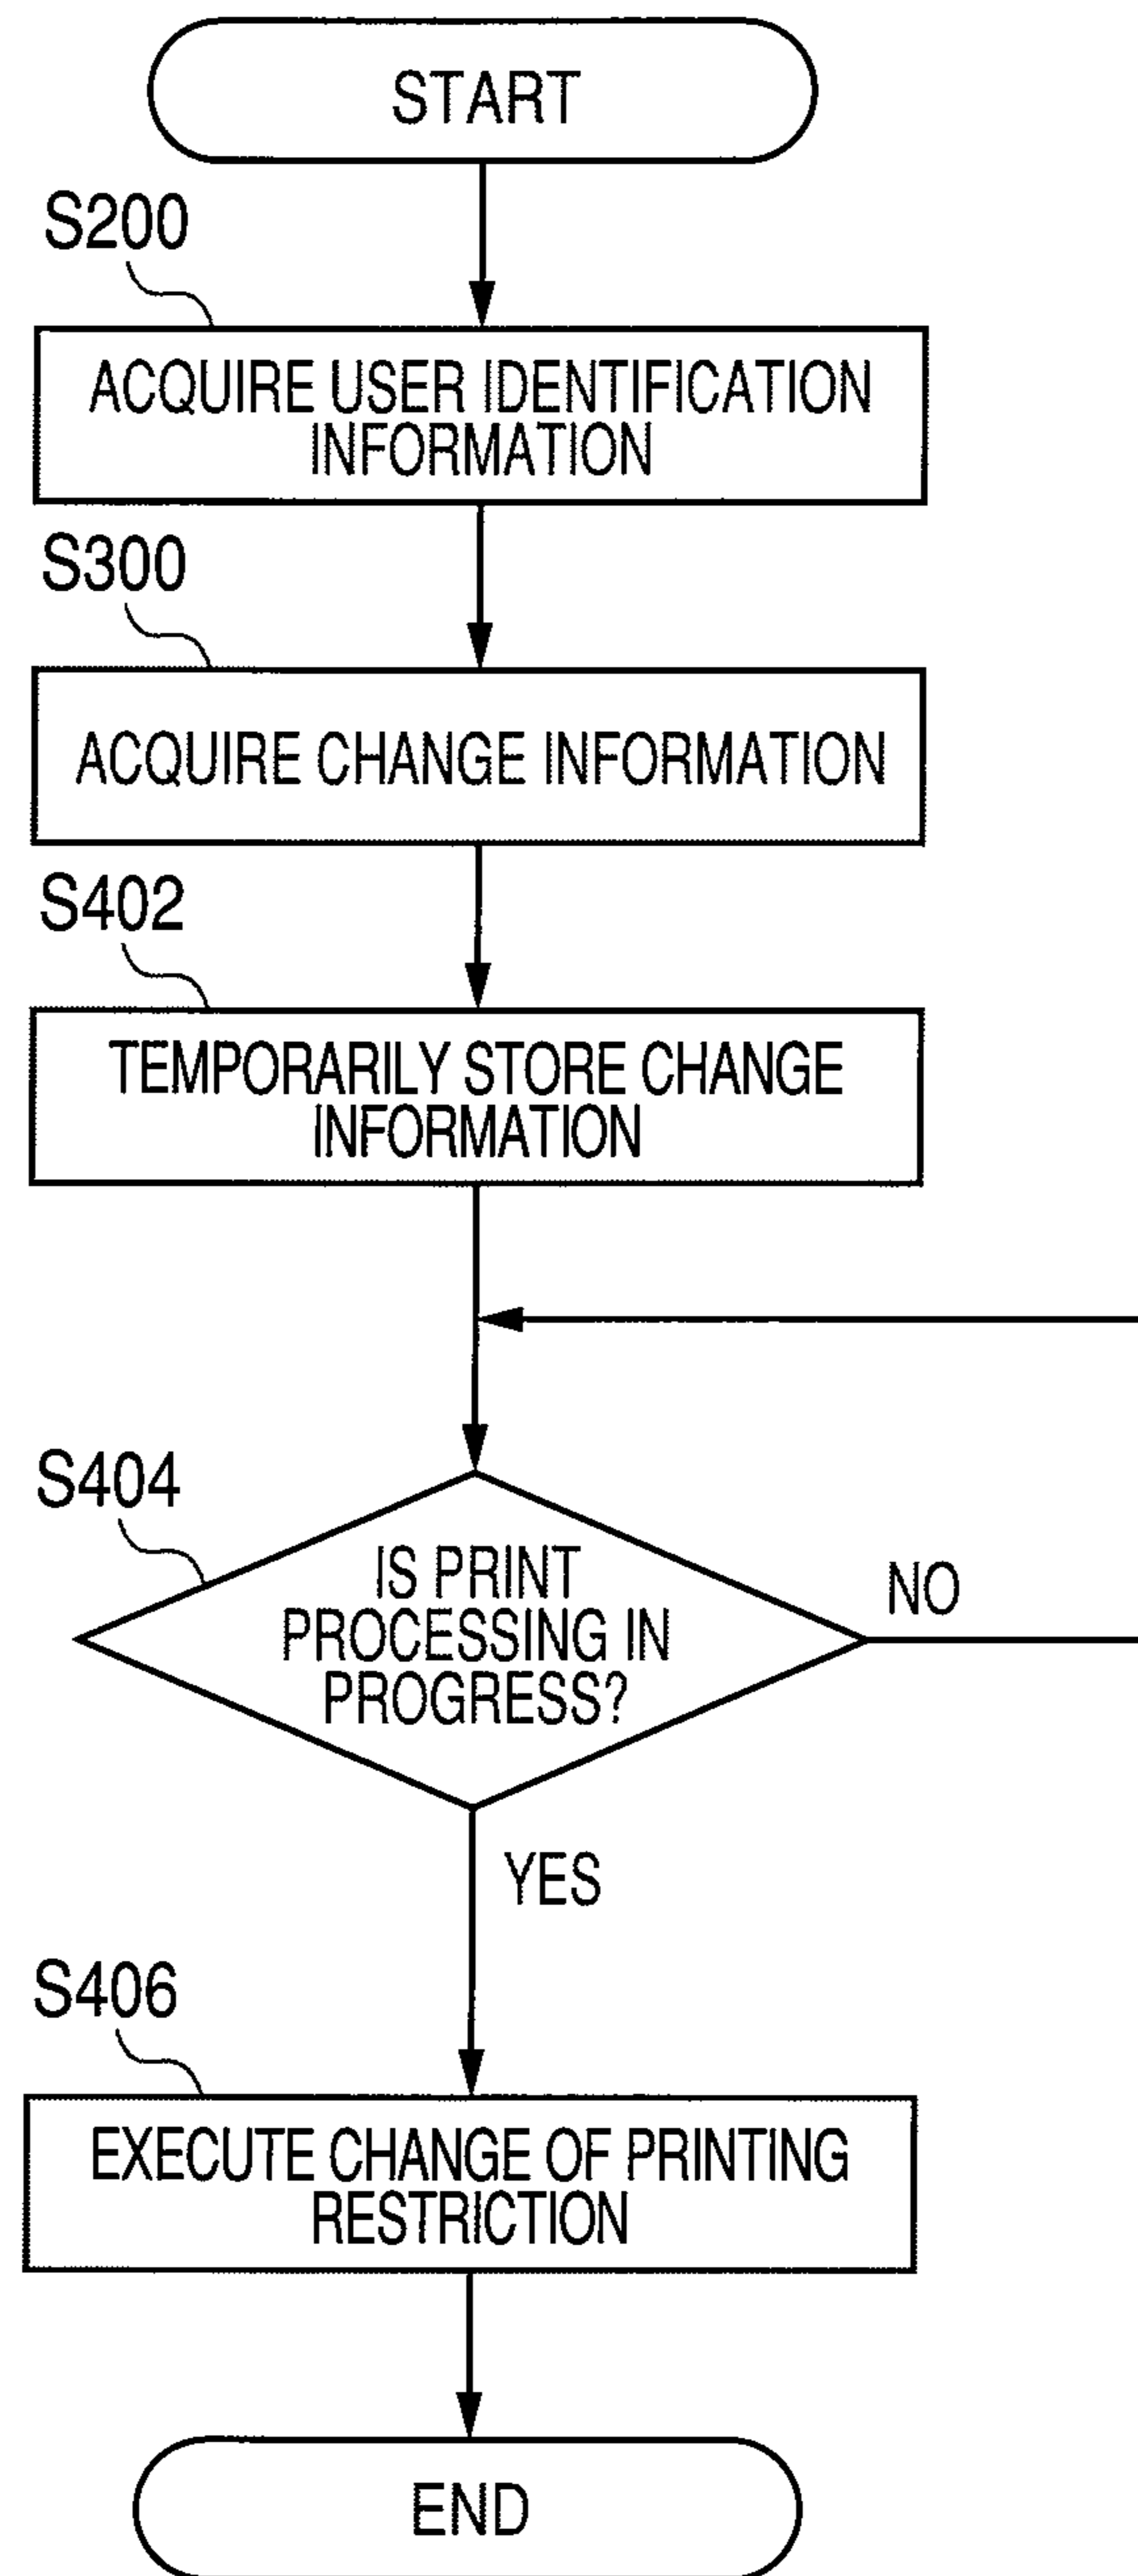 START
S200
ACQUIRE USER IDENTIFICATION
INFORMATION
S300
ACQUIRE CHANGE INFORMATION
S402
TEMPORARILY STORE CHANGE
INFORMATION
S404
IS PRINT
PROCESSING IN
PROGRESS?
NO
YES
S406
EXECUTE CHANGE OF PRINTING
RESTRICTION
END